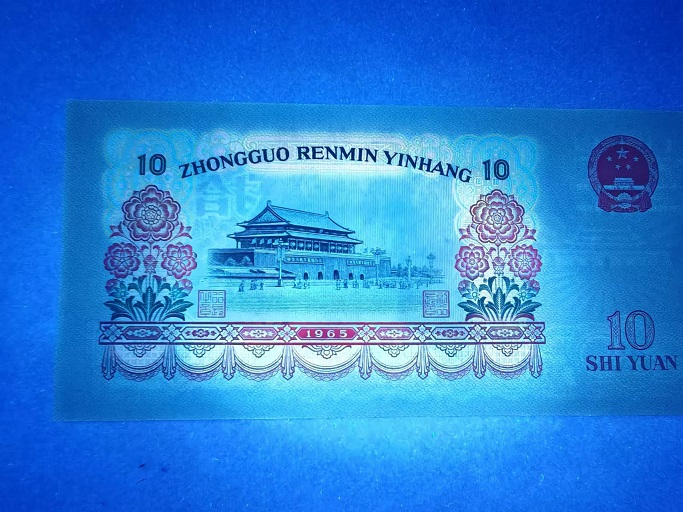 10 ZHONGGUO RENMIN YINHANG 10
1965
10
SHI YUAN